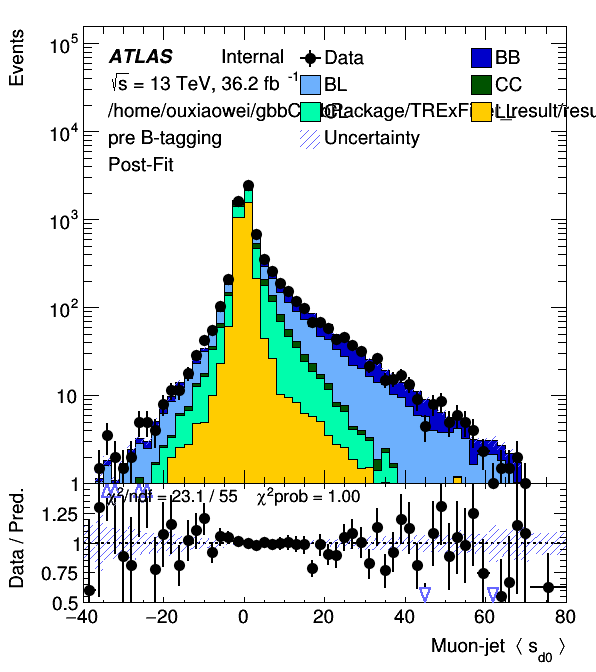 Events
10^5
10^4
10^3
10^2
10
1
ATLAS Internal
√s = 13 TeV, 36.2 fb^-1
pre B-tagging
Post-Fit
Data
BB
BL
CC
Uncertainty
χ²/ndf = 23.1 / 55 χ²prob = 1.00
Data / Pred.
1.25
1
0.75
0.5
−40 −20 0 20 40 60 80
Muon-jet ⟨ s_d0 ⟩